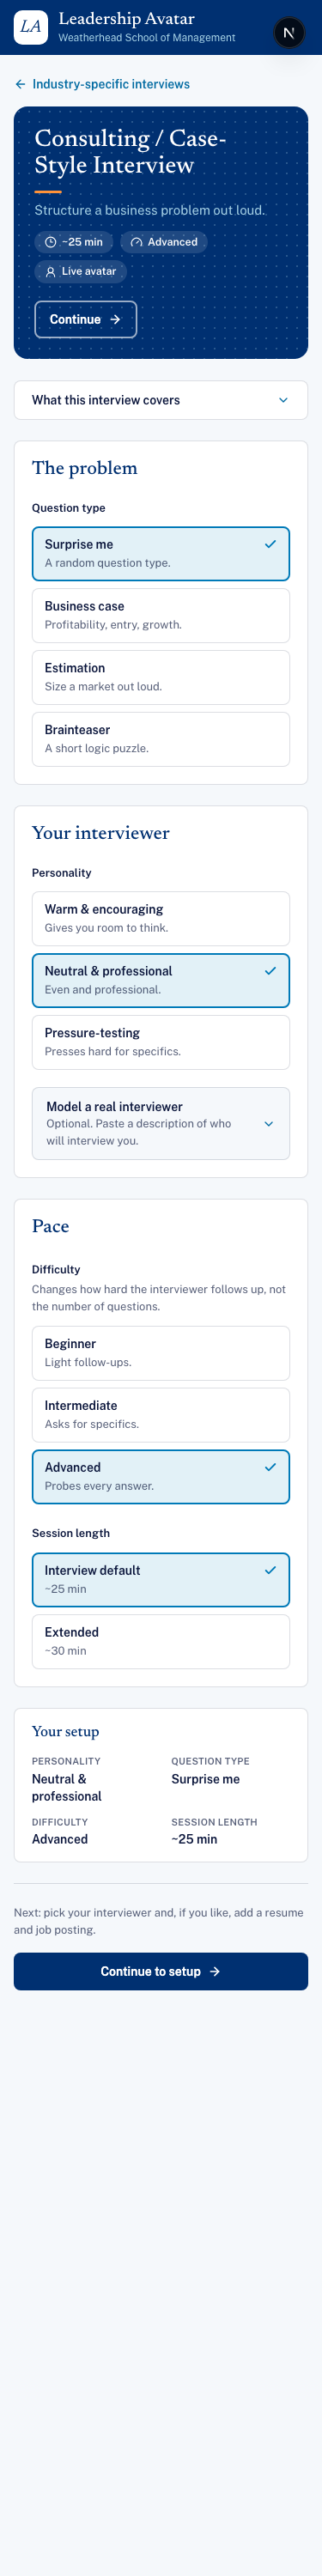 LA
Leadership Avatar
Weatherhead School of Management
N
Industry-specific interviews
Consulting / Case-
Style Interview
Structure a business problem out loud.
~25 min
Advanced
Live avatar
Continue
What this interview covers
The problem
Question type
Surprise me
A random question type.
Business case
Profitability, entry, growth.
Estimation
Size a market out loud.
Brainteaser
A short logic puzzle.
Your interviewer
Personality
Warm & encouraging
Gives you room to think.
Neutral & professional
Even and professional.
Pressure-testing
Presses hard for specifics.
Model a real interviewer
Optional. Paste a description of who
will interview you.
Pace
Difficulty
Changes how hard the interviewer follows up, not
the number of questions.
Beginner
Light follow-ups.
Intermediate
Asks for specifics.
Advanced
Probes every answer.
Session length
Interview default
~25 min
Extended
~30 min
Your setup
PERSONALITY
Neutral &
professional
QUESTION TYPE
Surprise me
DIFFICULTY
Advanced
SESSION LENGTH
~25 min
Next: pick your interviewer and, if you like, add a resume
and job posting.
Continue to setup